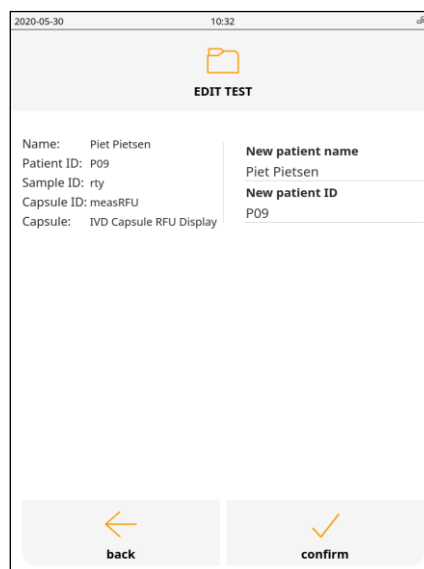 2020-05-30 10:32
EDIT TEST
Name: Piet Pietsen
Patient ID: P09
Sample ID: rty
Capsule ID: measRFU
Capsule: IVD Capsule RFU Display
New patient name
Piet Pietsen
New patient ID
P09
back
confirm